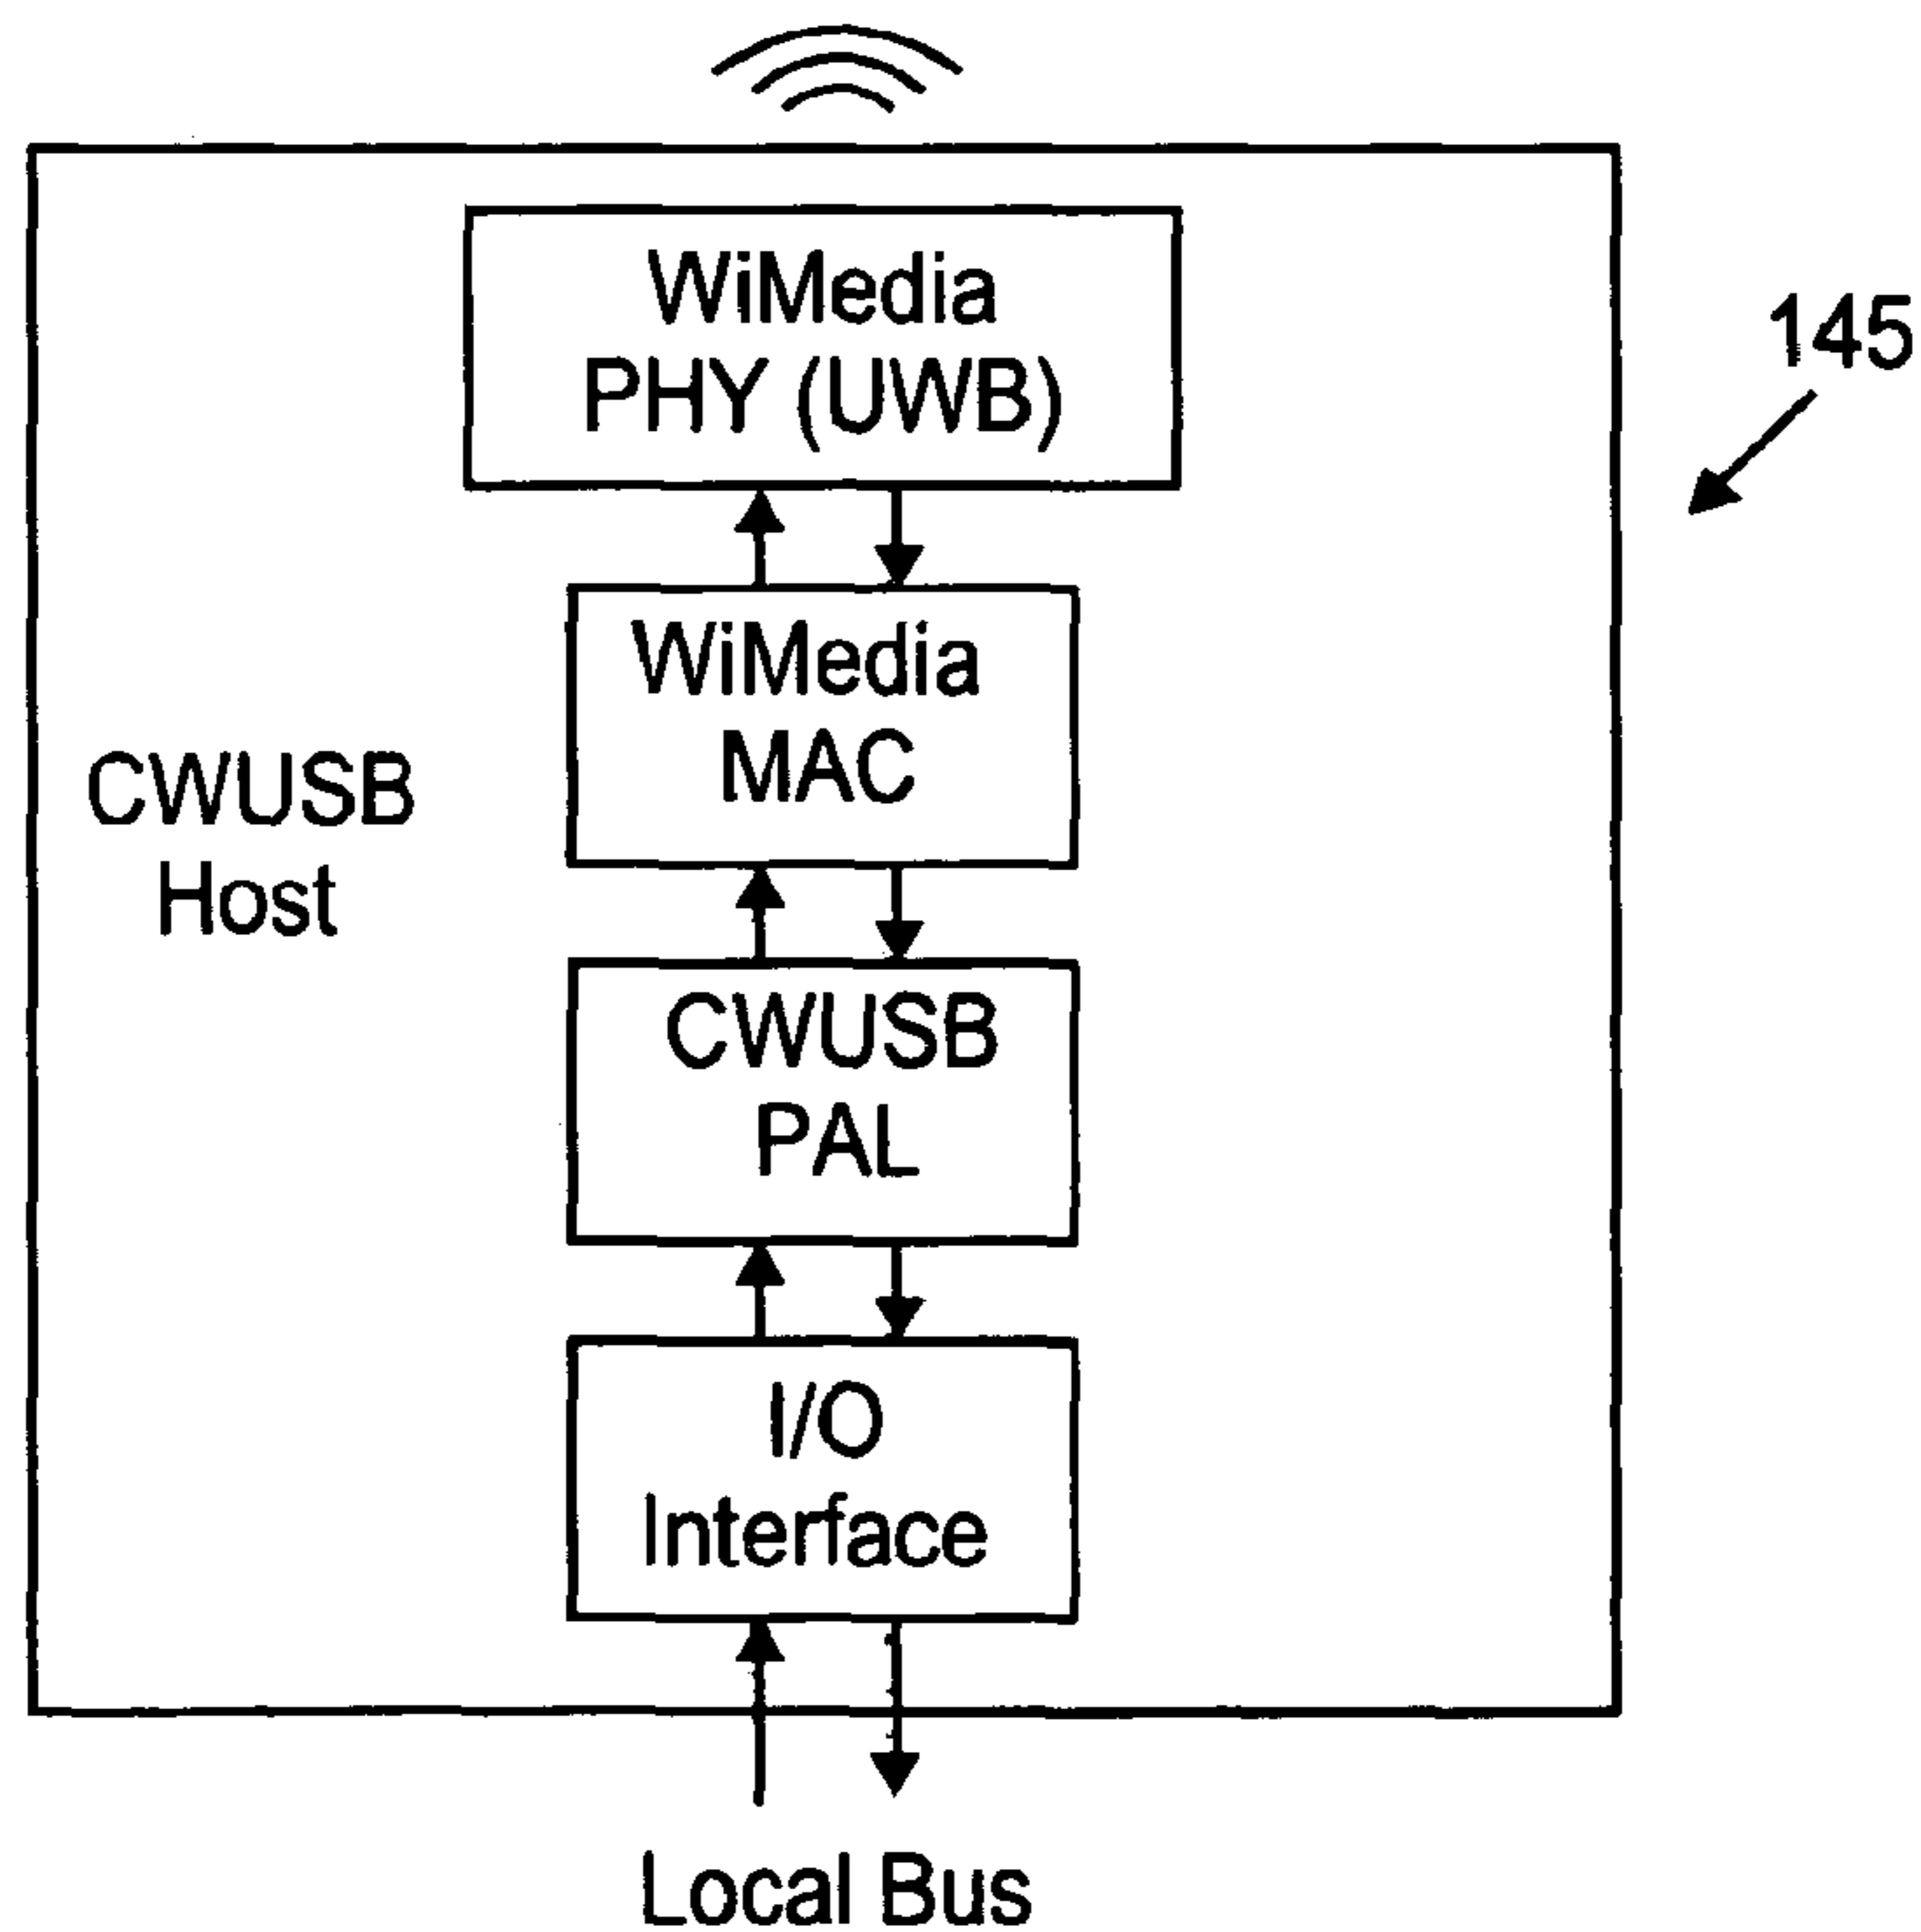 WiMedia
PHY (UWB)
145
WiMedia
MAC
CWUSB
Host
CWUSB
PAL
I/O
Interface
Local Bus